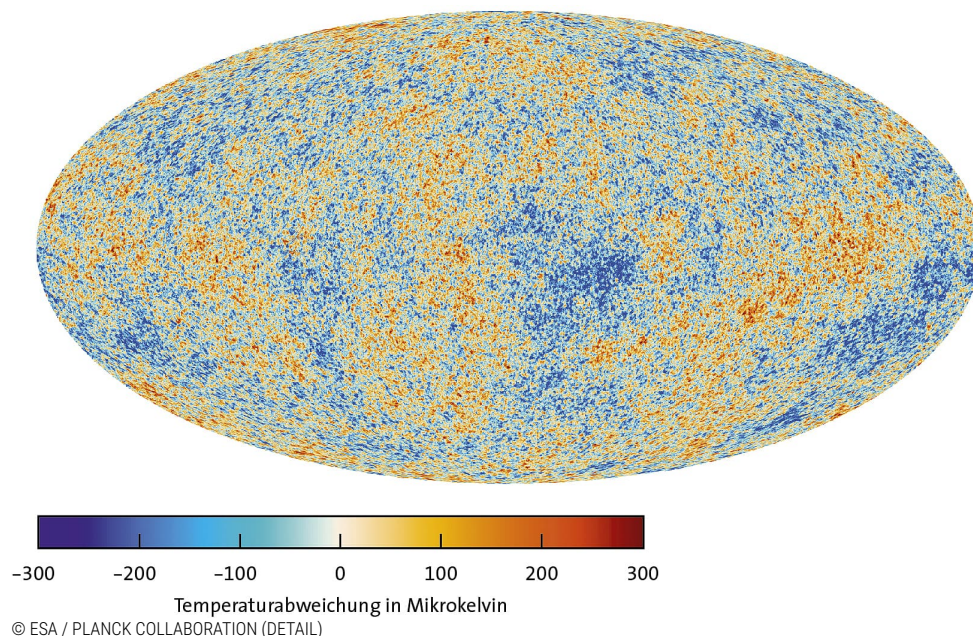 −300 −200 −100 0 100 200 300
Temperaturabweichung in Mikrokelvin
© ESA / PLANCK COLLABORATION (DETAIL)